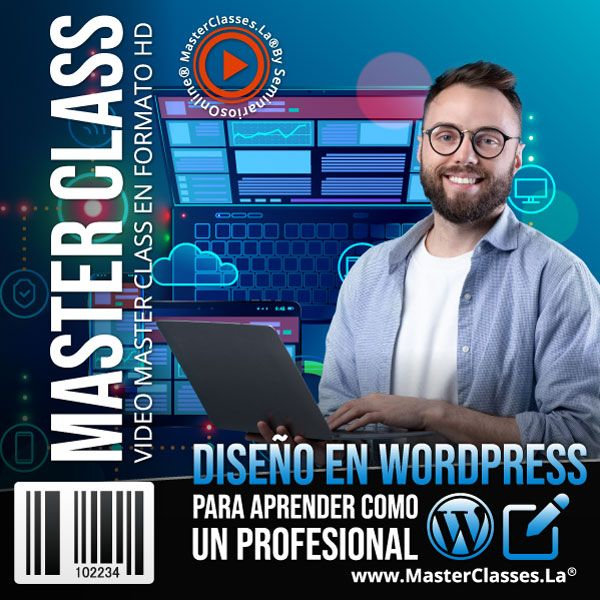 MASTER CLASS
VIDEO MASTER CLASS EN FORMATO HD
MasterClasses.La® By SeminariosOnline®
DISEÑO EN WORDPRESS
PARA APRENDER COMO
UN PROFESIONAL
W
102234
www.MasterClasses.La®